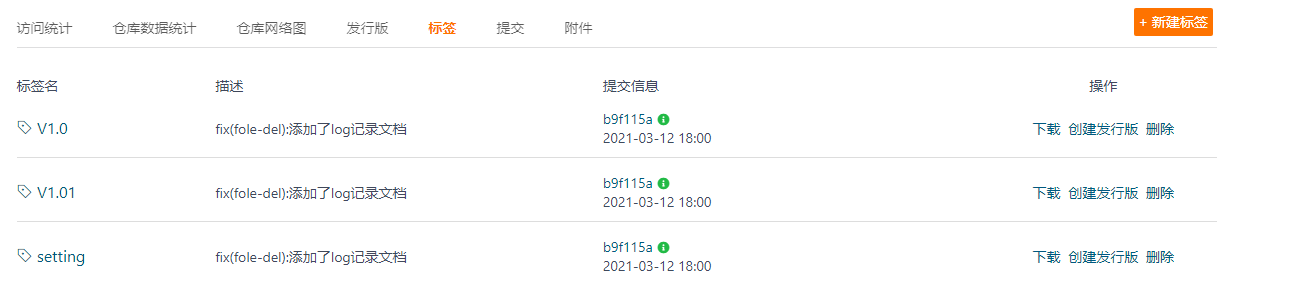 访问统计 仓库数据统计 仓库网络图 发行版 标签 提交 附件 + 新建标签
标签名 描述 提交信息 操作
V1.0 fix(fole-del):添加了log记录文档 b9f115a 下载 创建发行版 删除
2021-03-12 18:00
V1.01 fix(fole-del):添加了log记录文档 b9f115a 下载 创建发行版 删除
2021-03-12 18:00
setting fix(fole-del):添加了log记录文档 b9f115a 下载 创建发行版 删除
2021-03-12 18:00